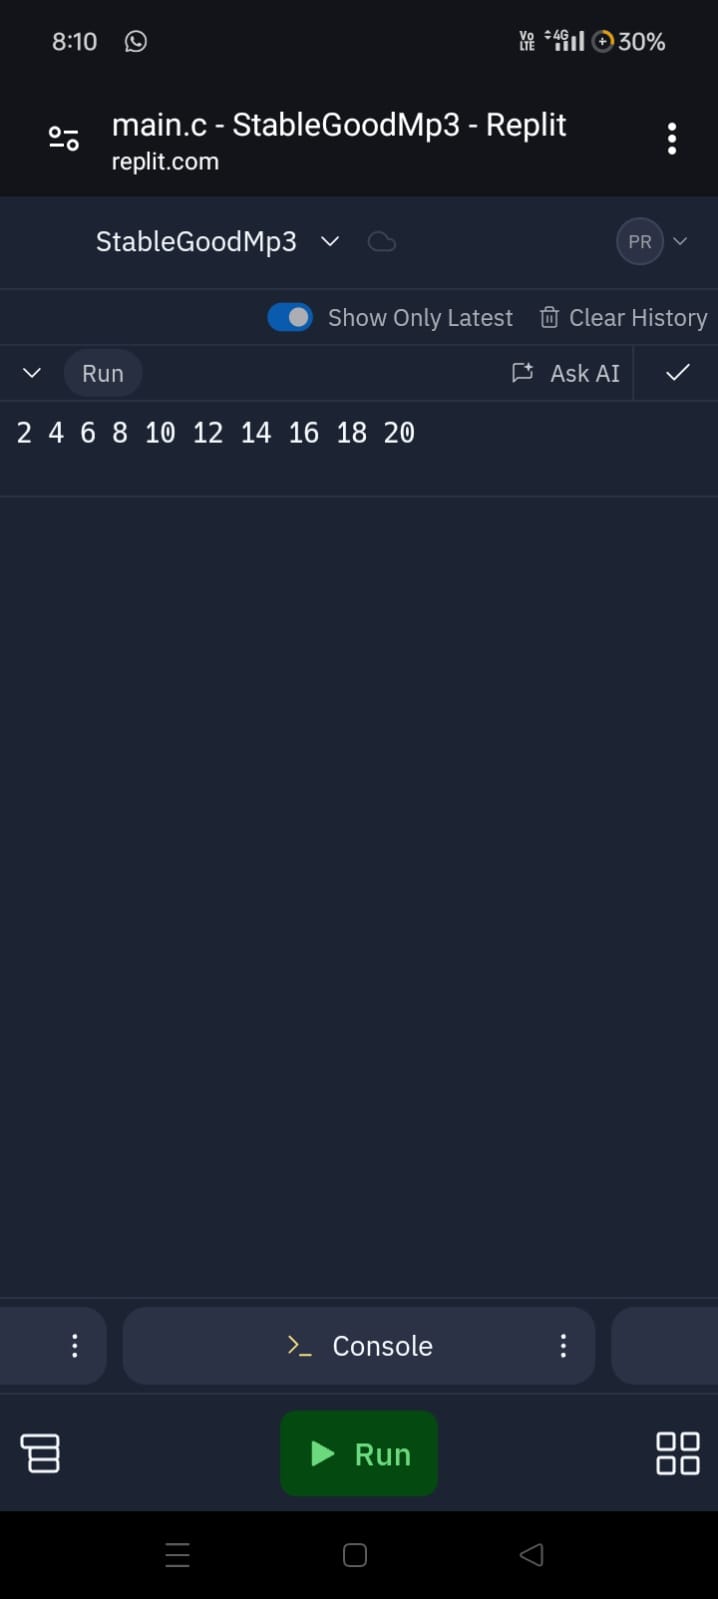 8:10 Vo LTE 4G 30%
main.c - StableGoodMp3 - Replit
replit.com
StableGoodMp3 PR
Show Only Latest Clear History
Run Ask AI
2 4 6 8 10 12 14 16 18 20
>_ Console
Run